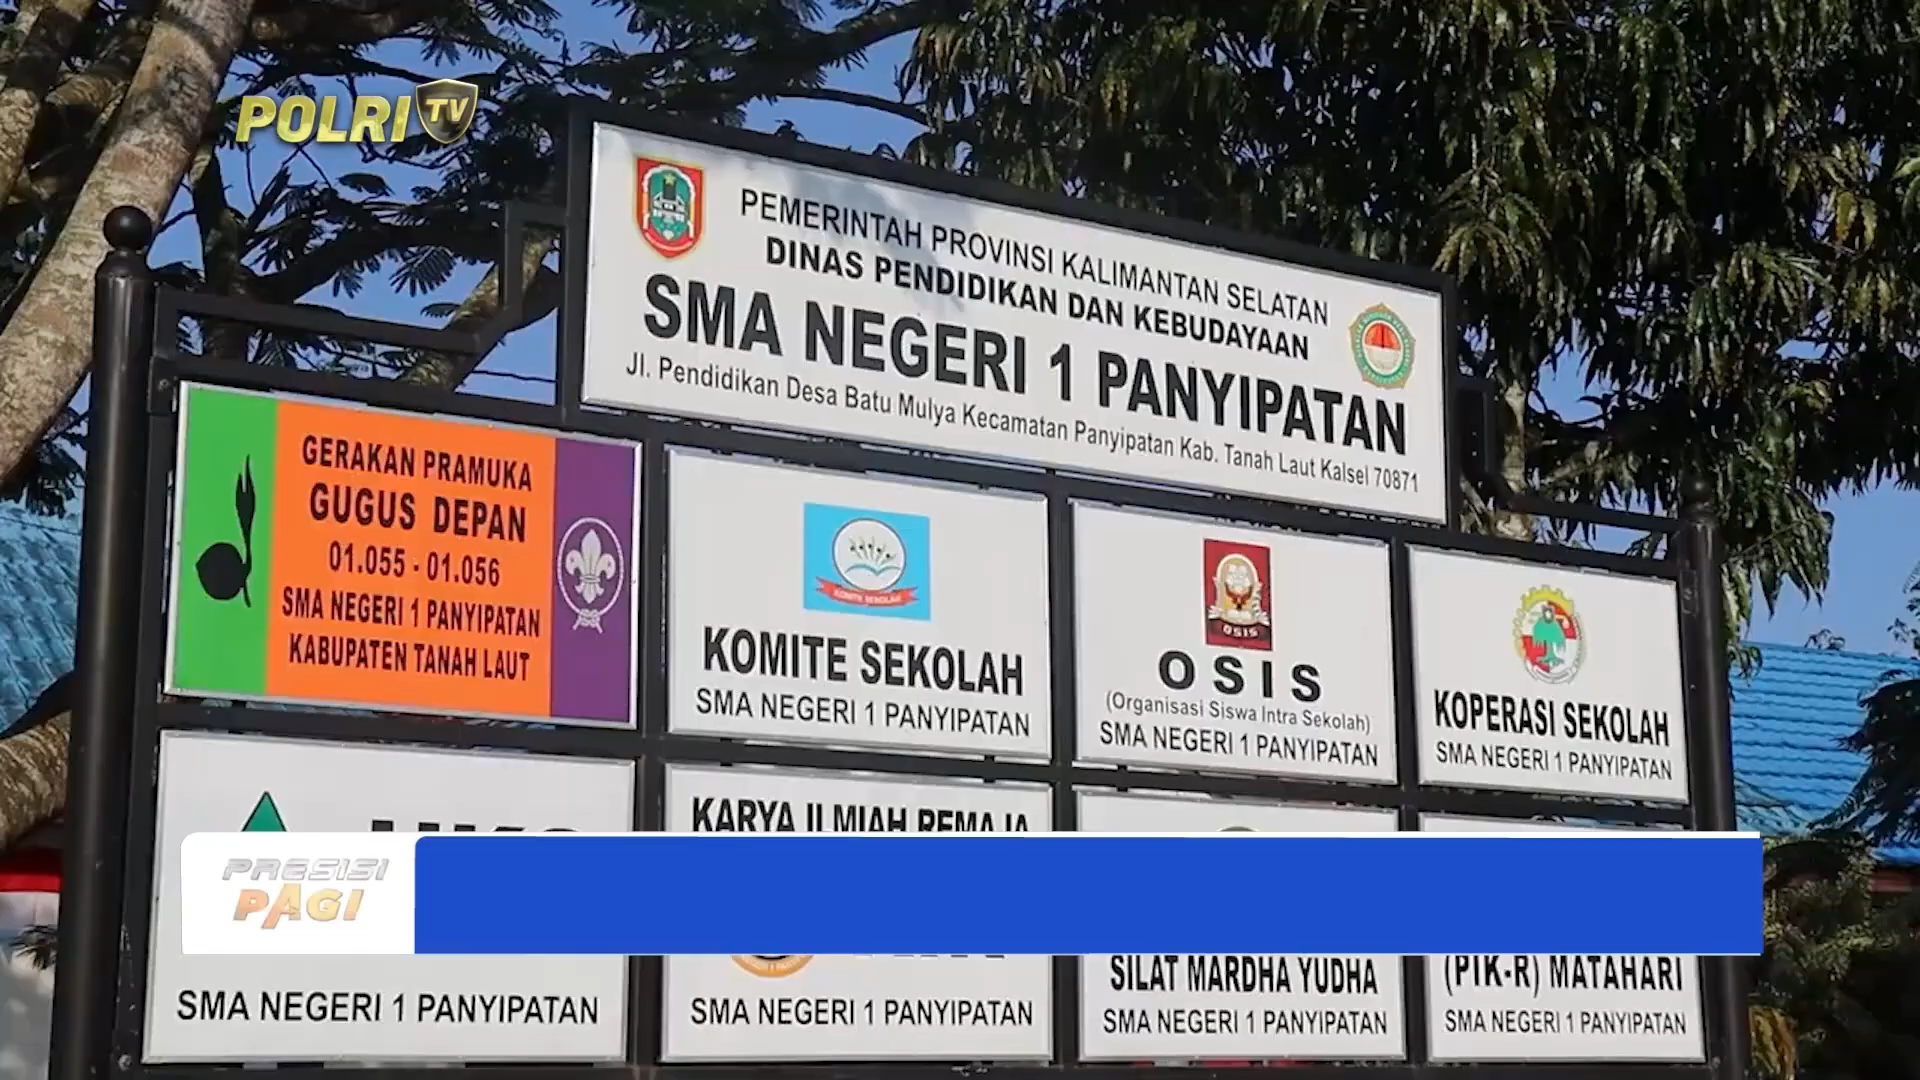 POLRI TV
PEMERINTAH PROVINSI KALIMANTAN SELATAN
DINAS PENDIDIKAN DAN KEBUDAYAAN
SMA NEGERI 1 PANYIPATAN
Jl. Pendidikan Desa Batu Mulya Kecamatan Panyipatan Kab. Tanah Laut Kalsel 70871
GERAKAN PRAMUKA
GUGUS DEPAN
01.055 - 01.056
SMA NEGERI 1 PANYIPATAN
KABUPATEN TANAH LAUT
KOMITE SEKOLAH
KOMITE SEKOLAH
SMA NEGERI 1 PANYIPATAN
OSIS
O S I S
(Organisasi Siswa Intra Sekolah)
SMA NEGERI 1 PANYIPATAN
KOPERASI SEKOLAH
SMA NEGERI 1 PANYIPATAN
SMA NEGERI 1 PANYIPATAN
KARYA ILMIAH REMAJA
SMA NEGERI 1 PANYIPATAN
SILAT MARDHA YUDHA
SMA NEGERI 1 PANYIPATAN
(PIK-R) MATAHARI
SMA NEGERI 1 PANYIPATAN
PRESISI
PAGI